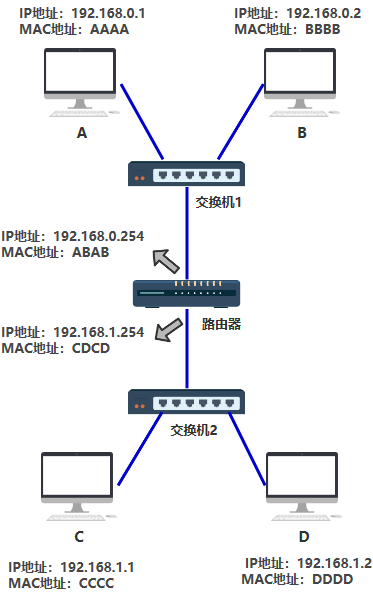 IP地址：192.168.0.1
MAC地址：AAAA
IP地址：192.168.0.2
MAC地址：BBBB
A
B
交换机1
IP地址：192.168.0.254
MAC地址：ABAB
路由器
IP地址：192.168.1.254
MAC地址：CDCD
交换机2
C
D
IP地址：192.168.1.1
MAC地址：CCCC
IP地址：192.168.1.2
MAC地址：DDDD